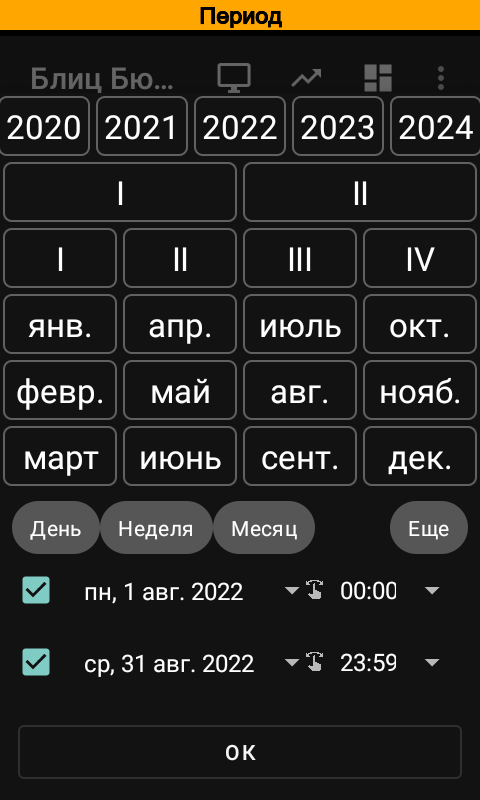 Период
Блиц Бю...
2020 2021 2022 2023 2024
I II
I II III IV
янв. апр. июль окт.
февр. май авг. нояб.
март июнь сент. дек.
День Неделя Месяц Еще
пн, 1 авг. 2022 00:00
ср, 31 авг. 2022 23:59
ок